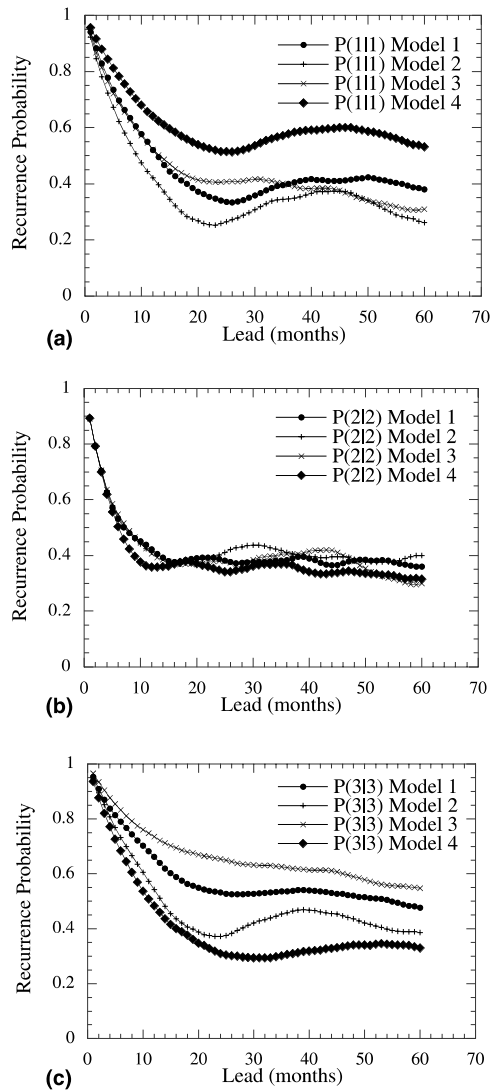 1
0.8
0.6
0.4
0.2
0
Recurrence Probability
P(1|1) Model 1
P(1|1) Model 2
P(1|1) Model 3
P(1|1) Model 4
0 10 20 30 40 50 60 70
Lead (months)
(a)
1
0.8
0.6
0.4
0.2
0
Recurrence Probability
P(2|2) Model 1
P(2|2) Model 2
P(2|2) Model 3
P(2|2) Model 4
0 10 20 30 40 50 60 70
Lead (months)
(b)
1
0.8
0.6
0.4
0.2
0
Recurrence Probability
P(3|3) Model 1
P(3|3) Model 2
P(3|3) Model 3
P(3|3) Model 4
0 10 20 30 40 50 60 70
Lead (months)
(c)